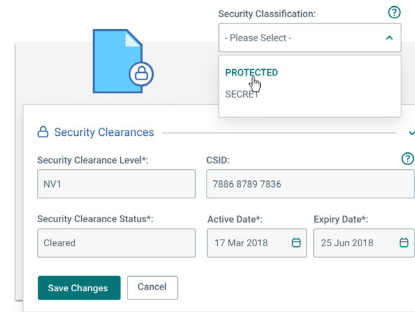 Security Classification:
- Please Select -
PROTECTED
SECRET
Security Clearances
Security Clearance Level*:
CSID:
NV1
7886 8789 7836
Security Clearance Status*:
Active Date*:
Expiry Date*:
Cleared
17 Mar 2018
25 Jun 2018
Save Changes
Cancel